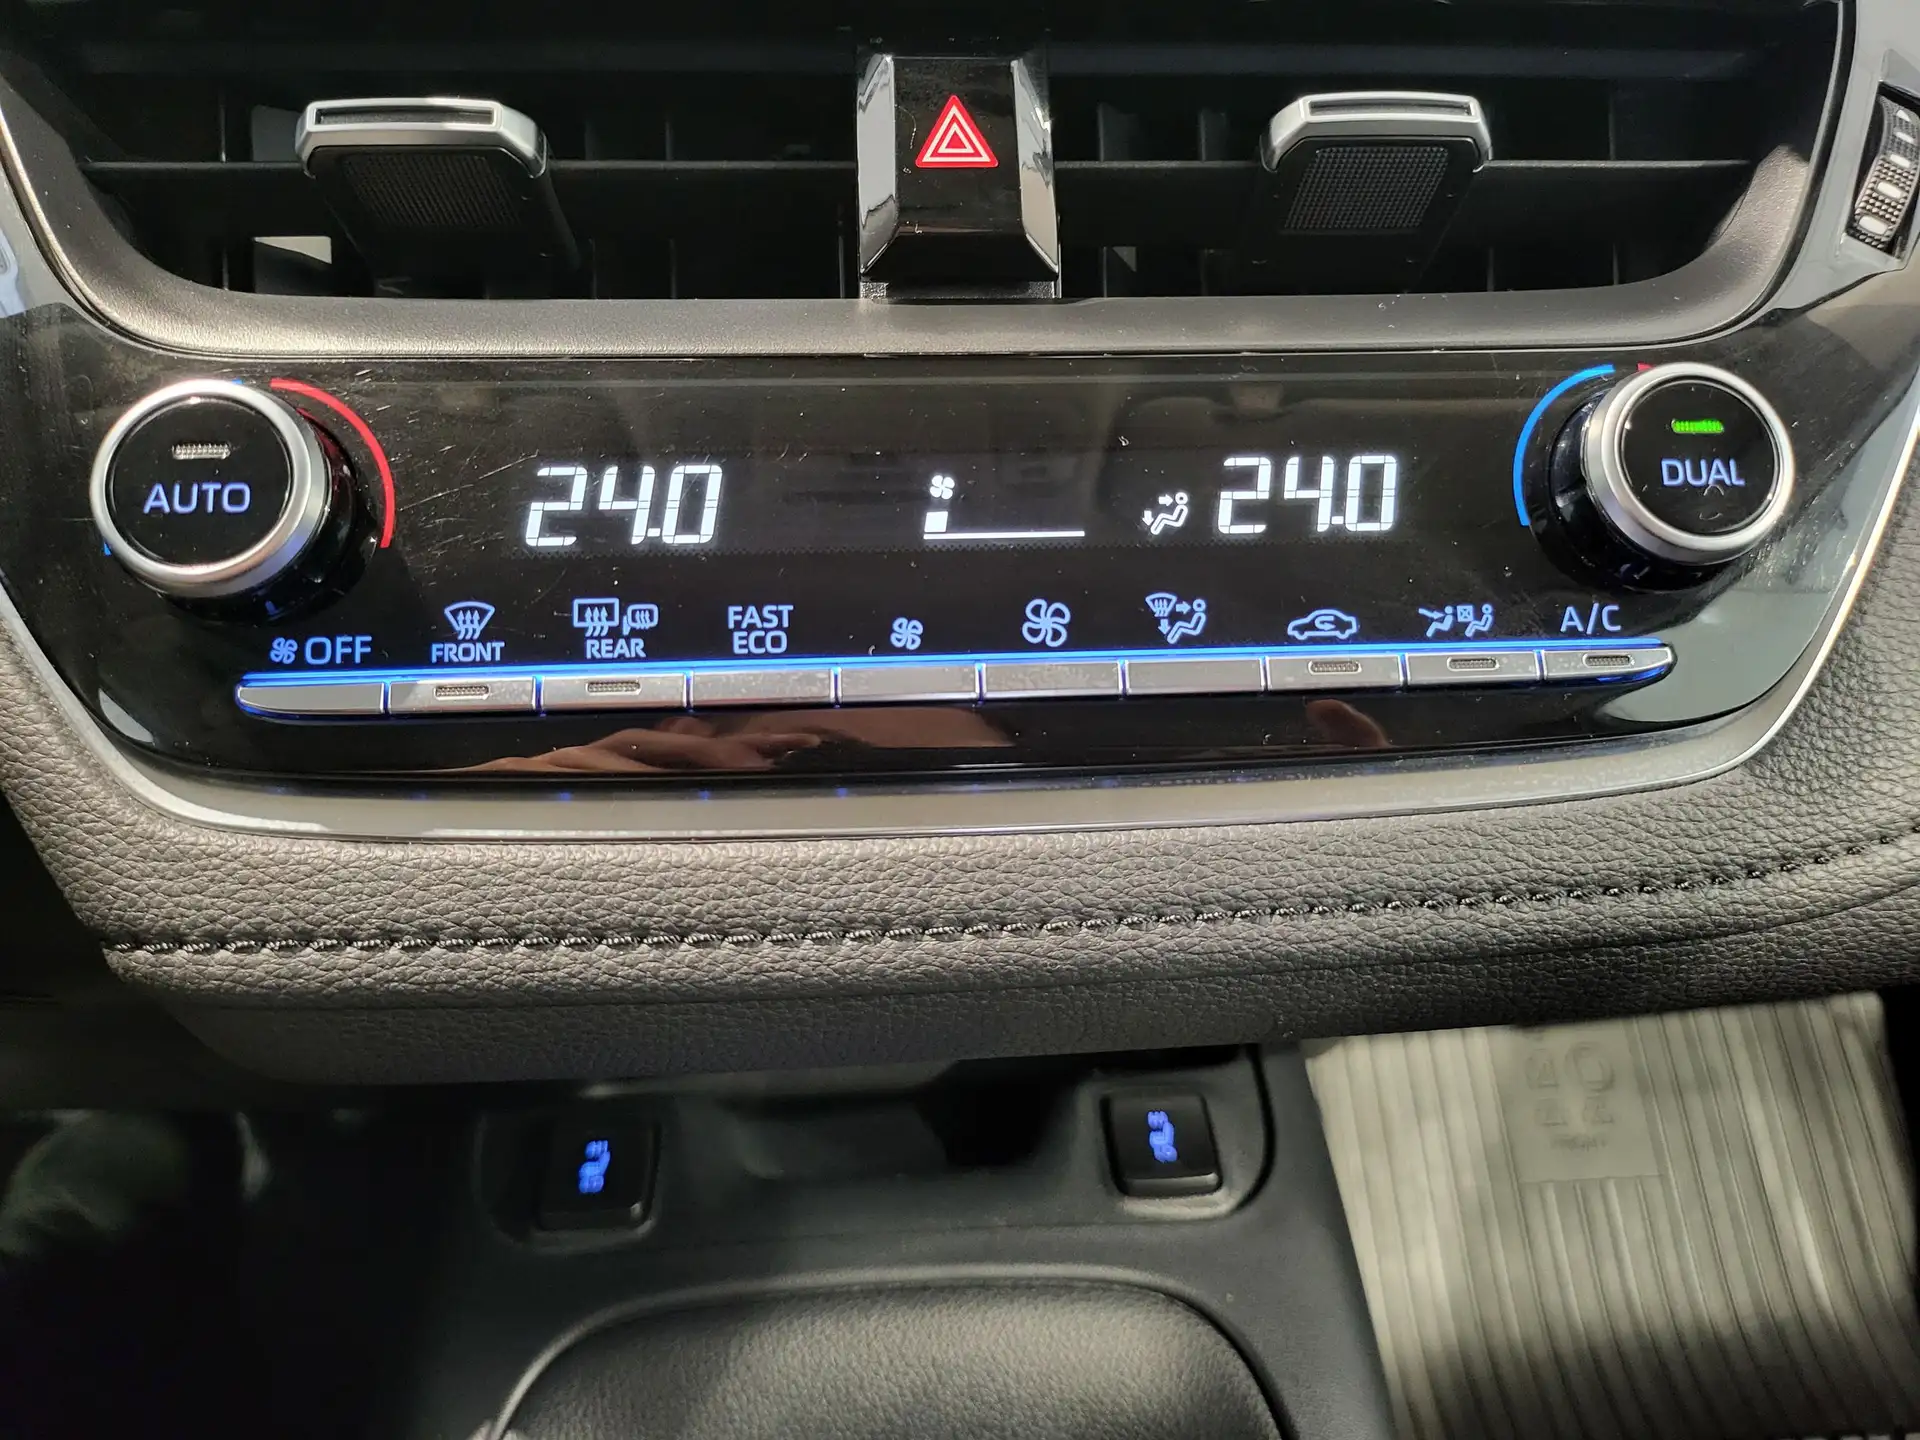 AUTO
24.0
24.0
DUAL
OFF
FRONT
REAR
FAST
ECO
A/C